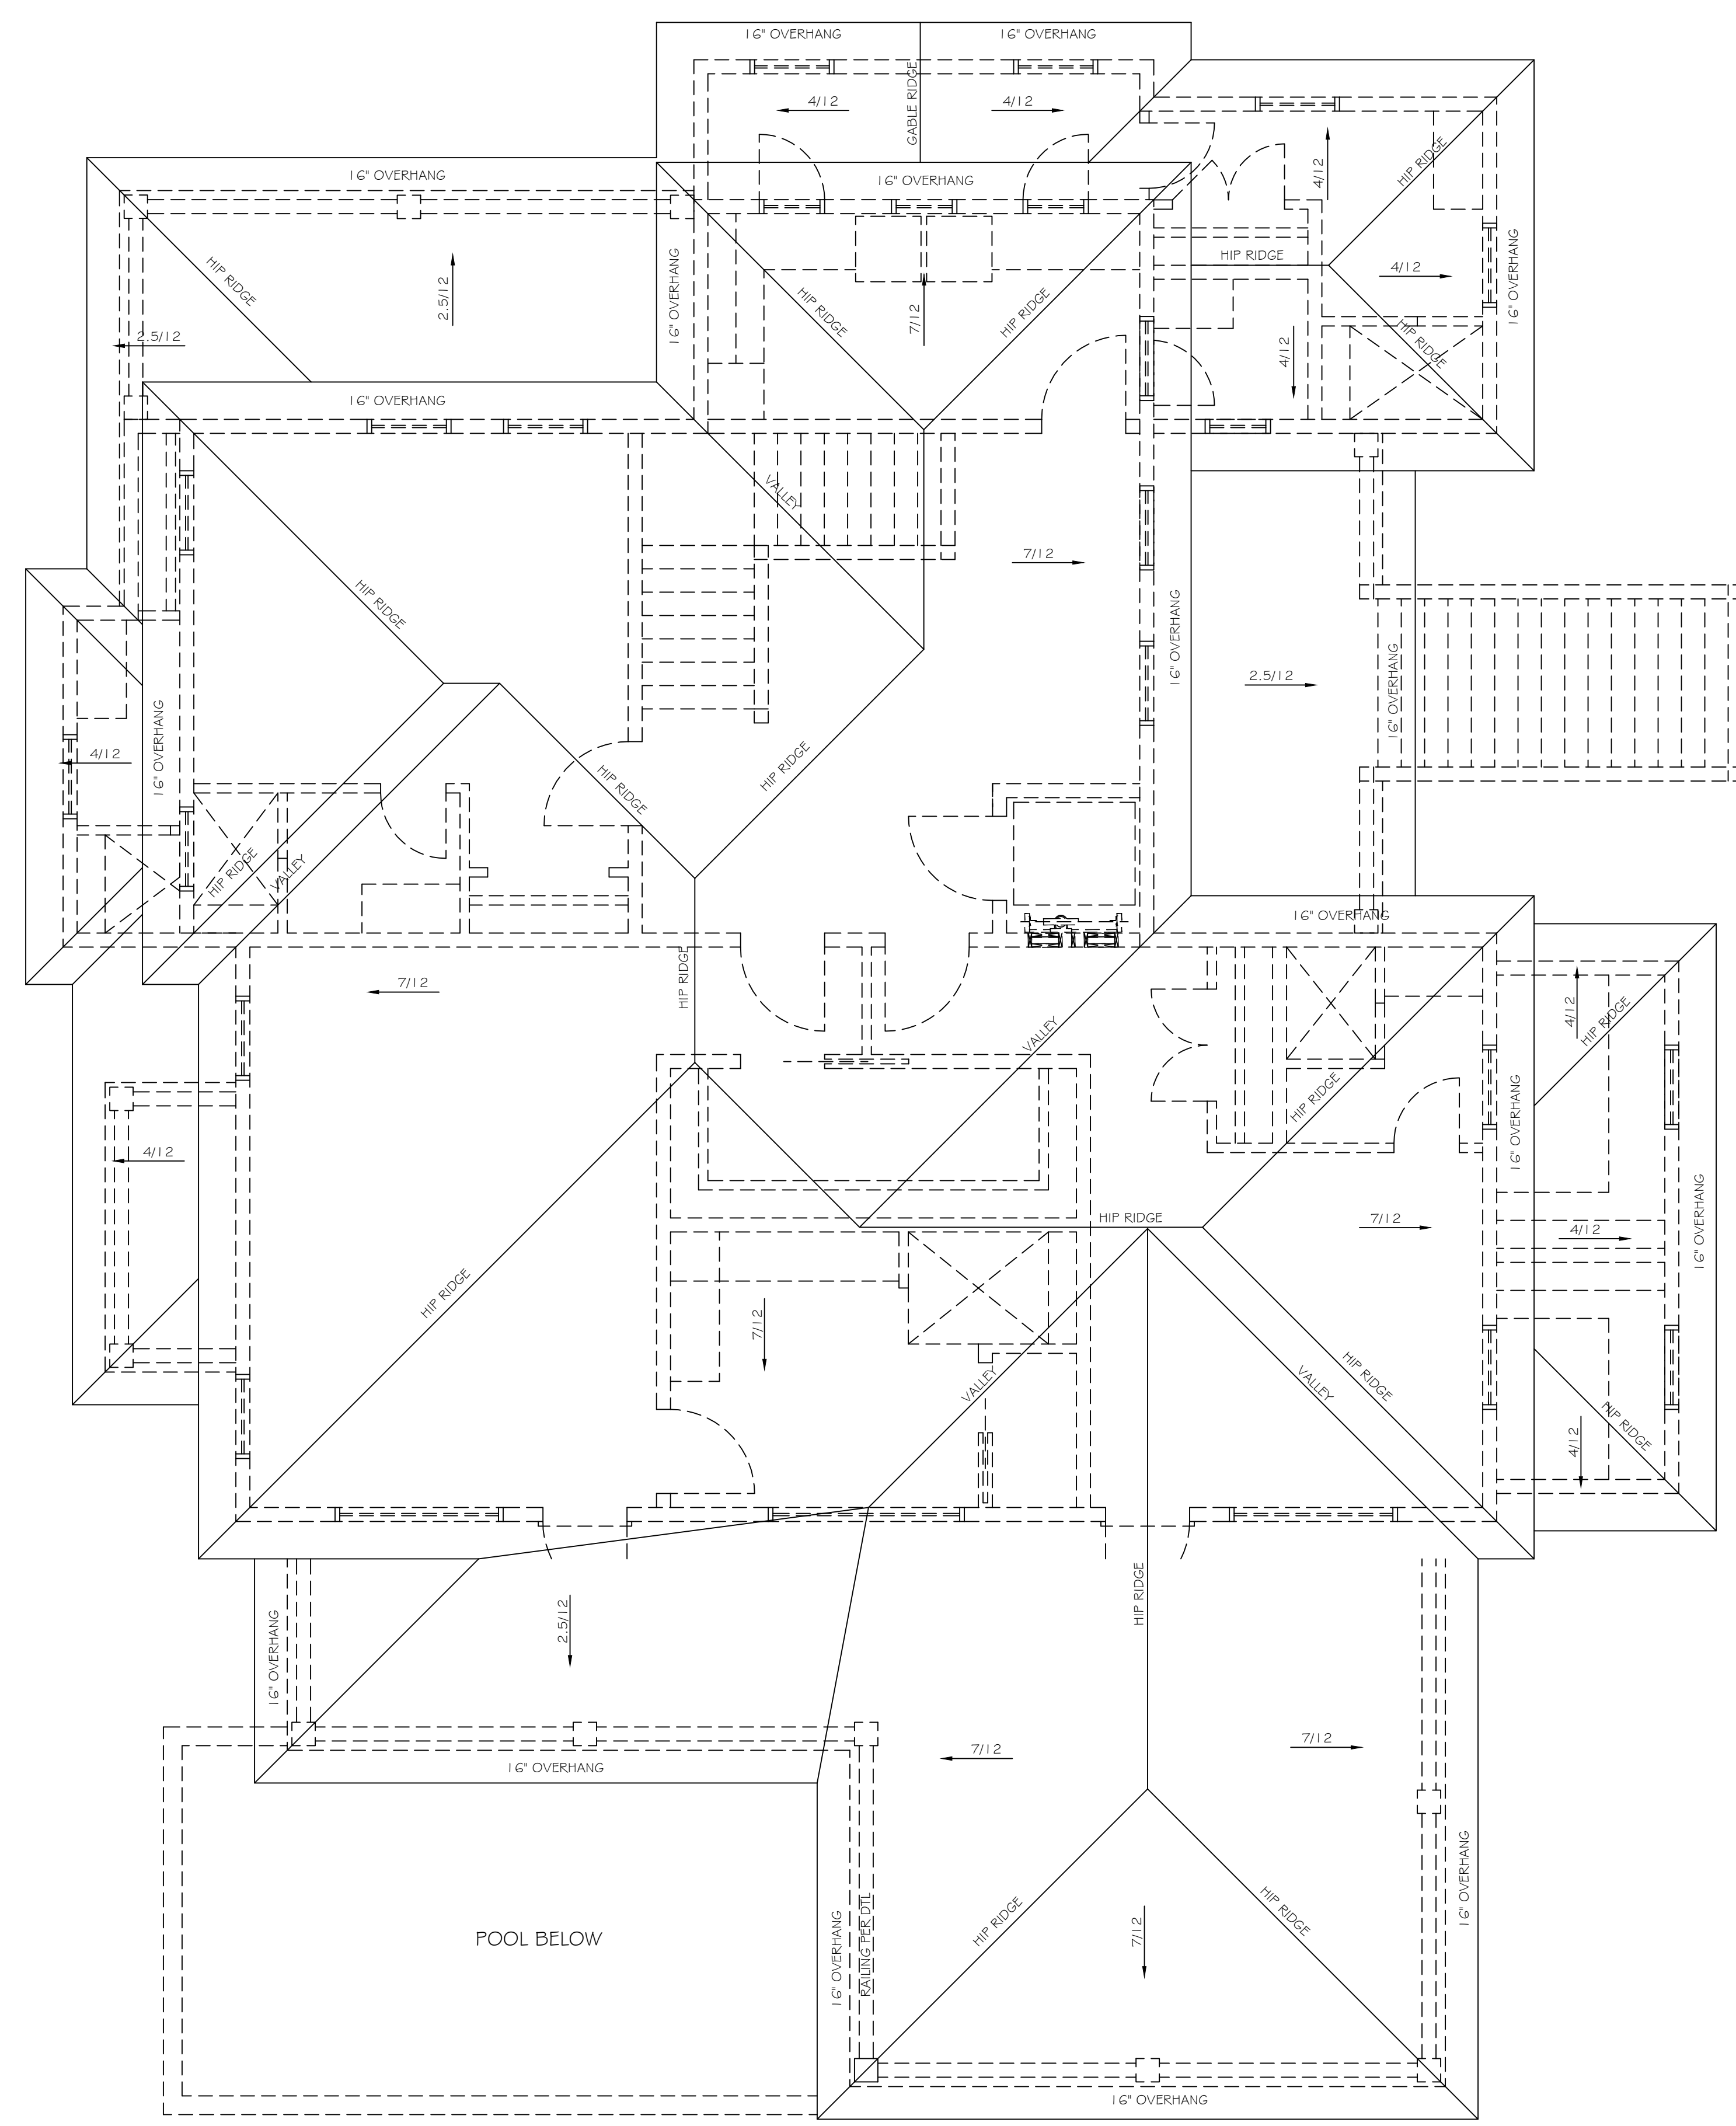 16" OVERHANG
16" OVERHANG
GABLE RIDGE
4/12
4/12
4/12
HIP RIDGE
16" OVERHANG
16" OVERHANG
HIP RIDGE
16" OVERHANG
HIP RIDGE
4/12
16" OVERHANG
HIP RIDGE
2.5/12
HIP RIDGE
7/12
HIP RIDGE
2.5/12
4/12
HIP RIDGE
16" OVERHANG
VALLEY
7/12
HIP RIDGE
16" OVERHANG
2.5/12
16" OVERHANG
4/12
16" OVERHANG
HIP RIDGE
HIP RIDGE
HIP RIDGE
VALLEY
16" OVERHANG
7/12
HIP RIDGE
VALLEY
4/12
HIP RIDGE
HIP RIDGE
16" OVERHANG
4/12
HIP RIDGE
7/12
4/12
16" OVERHANG
HIP RIDGE
7/12
VALLEY
VALLEY
HIP RIDGE
HIP RIDGE
4/12
16" OVERHANG
2.5/12
HIP RIDGE
16" OVERHANG
7/12
7/12
16" OVERHANG
POOL BELOW
16" OVERHANG
RAILING PER DTL
HIP RIDGE
7/12
HIP RIDGE
16" OVERHANG